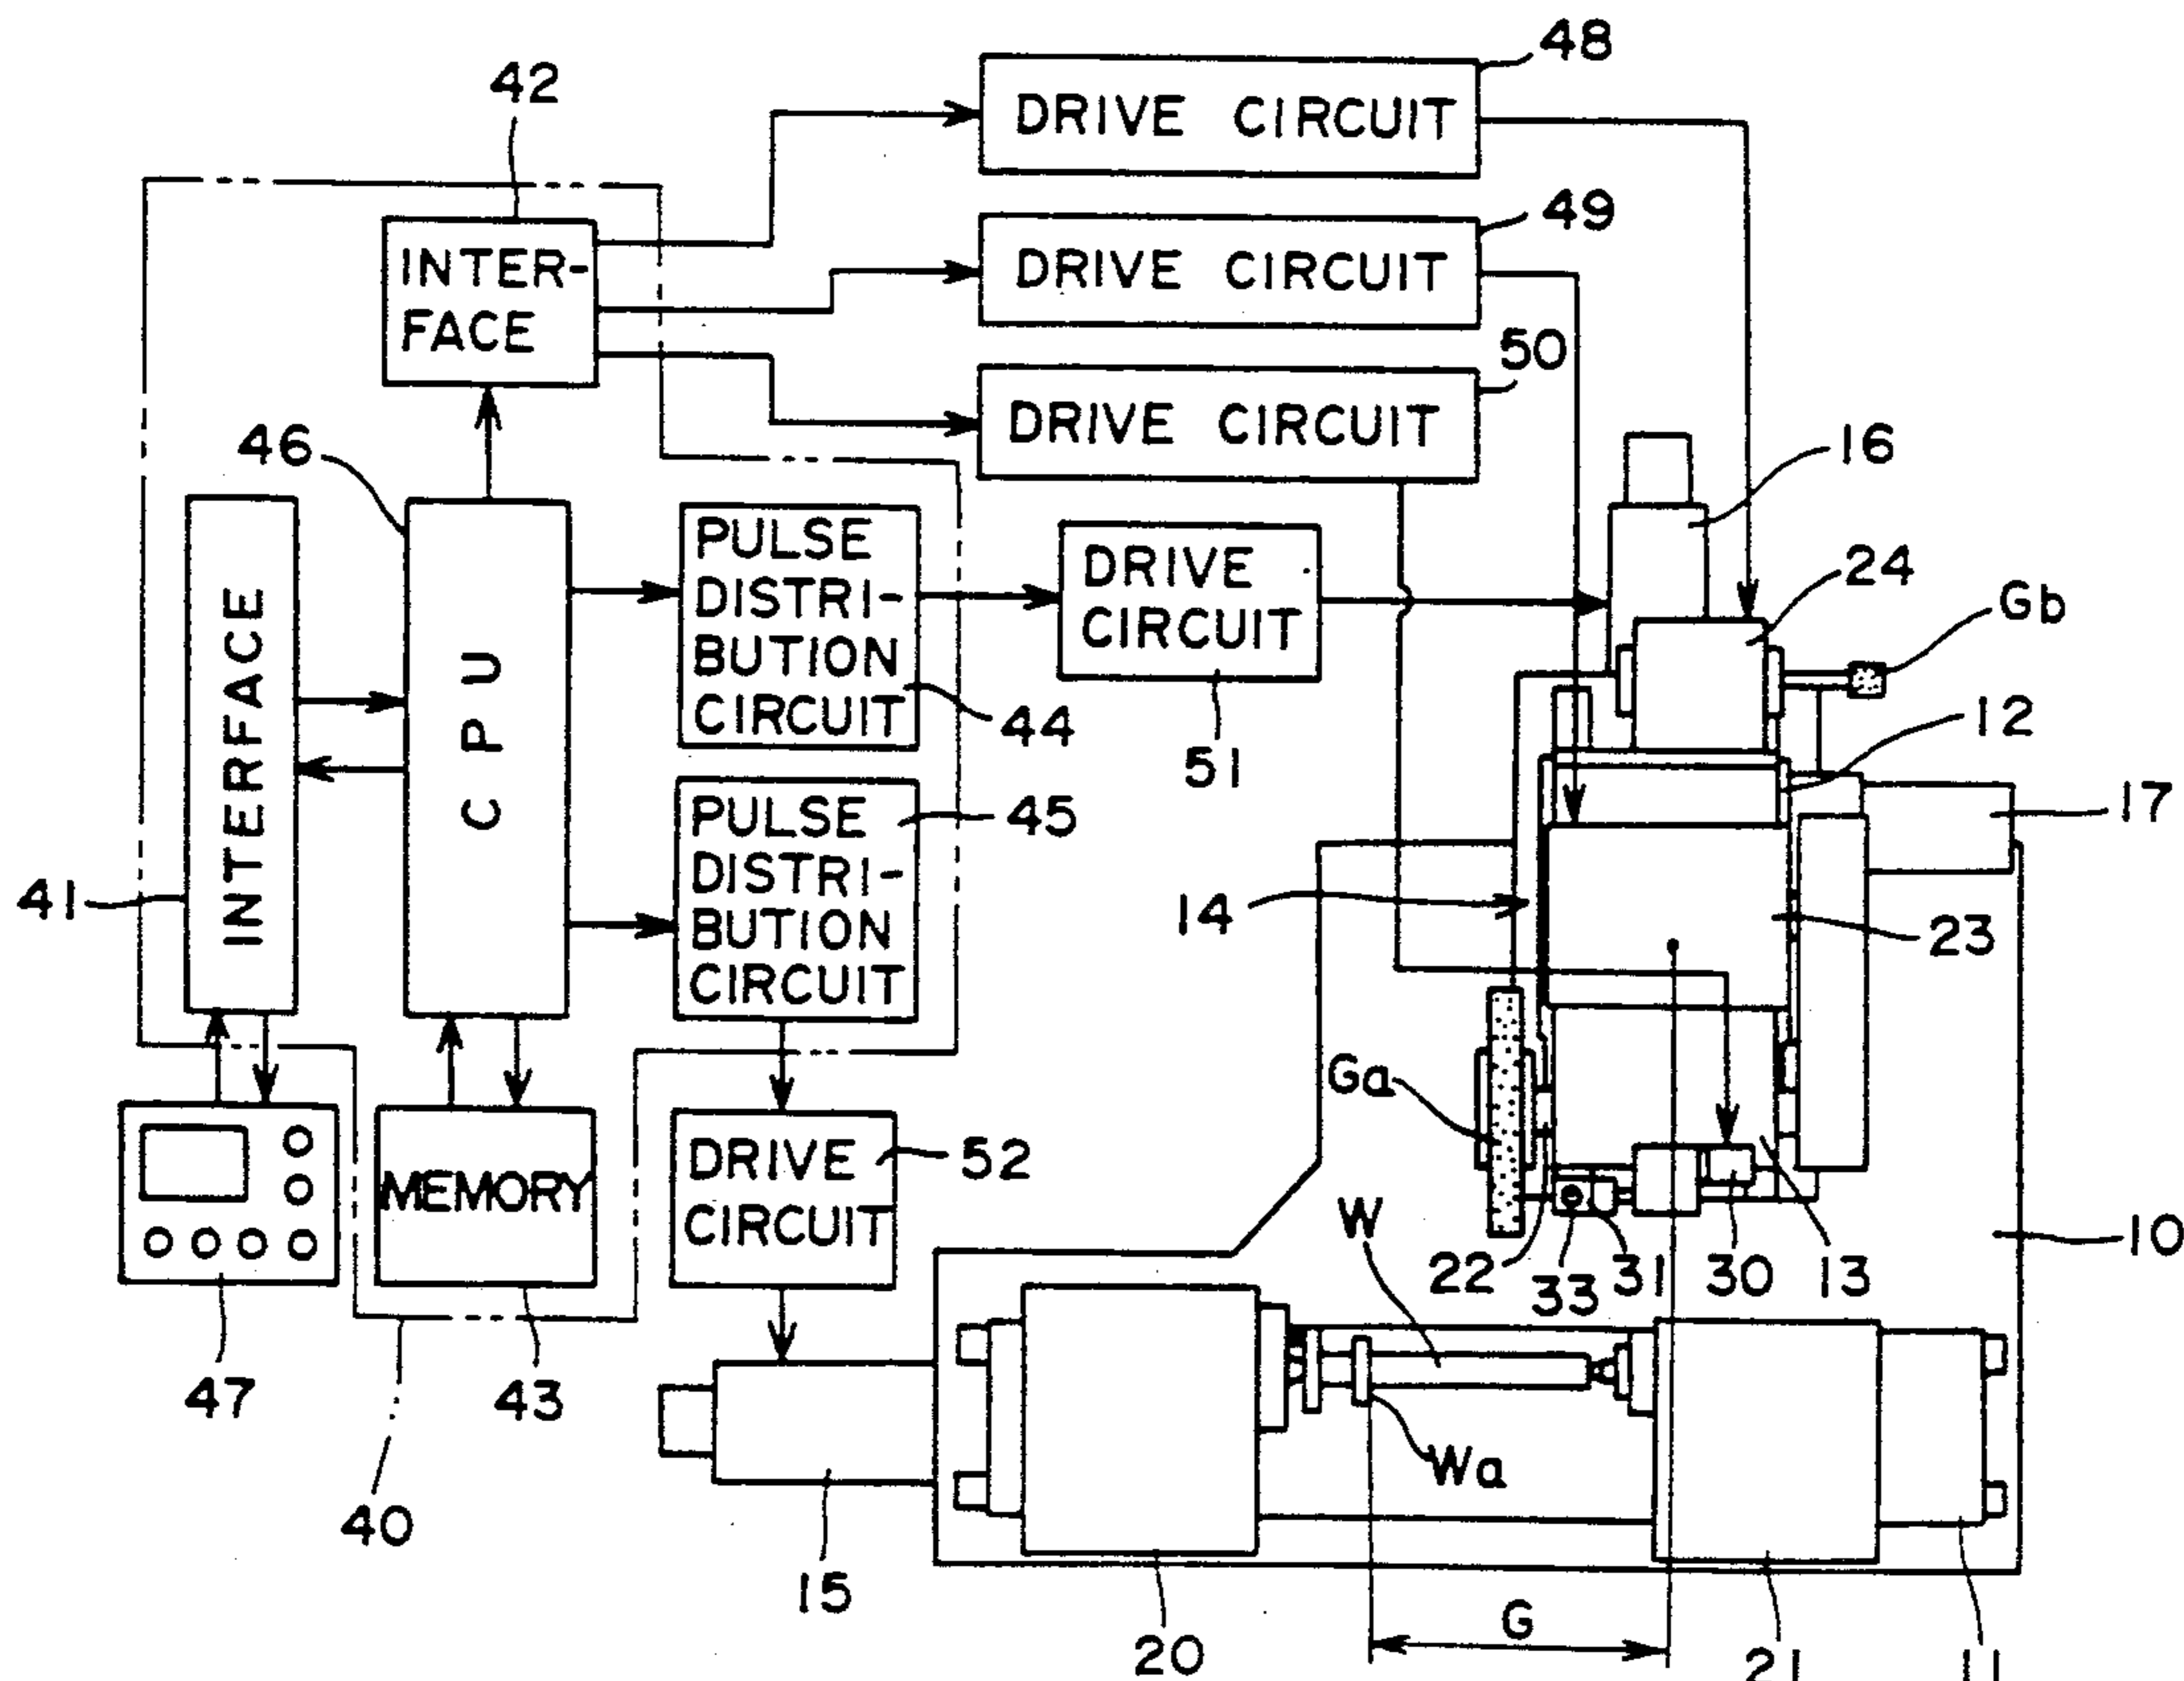 48
42
DRIVE CIRCUIT
49
INTER-
FACE
DRIVE CIRCUIT
50
DRIVE CIRCUIT
16
46
PULSE
DISTRI-
BUTION
CIRCUIT
DRIVE
CIRCUIT
24
Gb
INTERFACE
CPU
44
51
12
17
PULSE
DISTRI-
BUTION
CIRCUIT
45
41
14
23
Ga
MEMORY
DRIVE
CIRCUIT
52
W
22
33
31
30
13
10
47
43
Wa
40
15
G
20
21
11